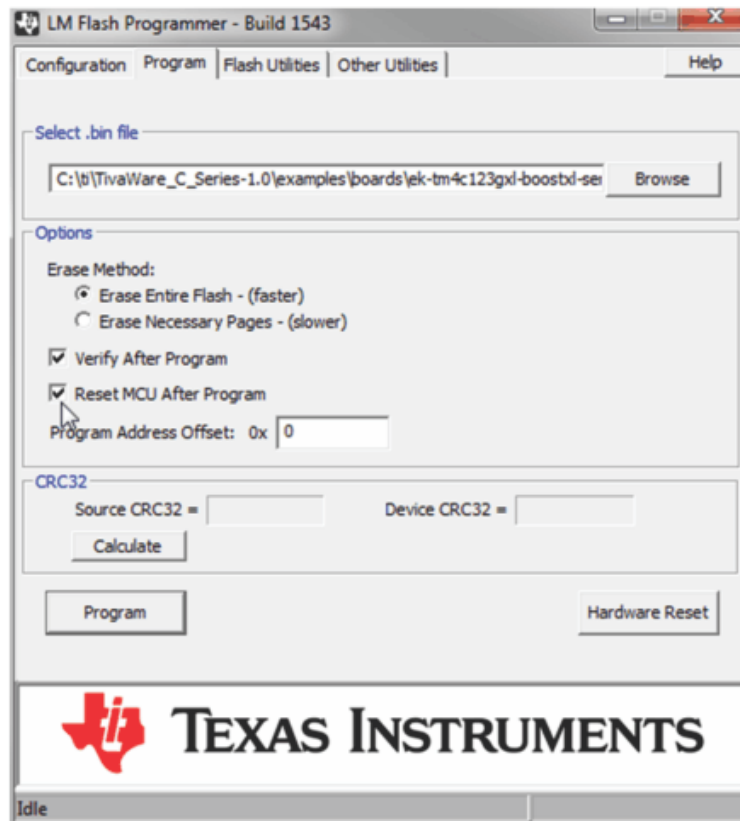 LM Flash Programmer - Build 1543
Configuration Program Flash Utilities Other Utilities Help
Select .bin file
C:\ti\TivaWare_C_Series-1.0\examples\boards\ek-tm4c123gxl-boostxl-sen Browse
Options
Erase Method:
Erase Entire Flash - (faster)
Erase Necessary Pages - (slower)
Verify After Program
Reset MCU After Program
Program Address Offset: 0x 0
CRC32
Source CRC32 = Device CRC32 =
Calculate
Program Hardware Reset
ti TEXAS INSTRUMENTS
Idle